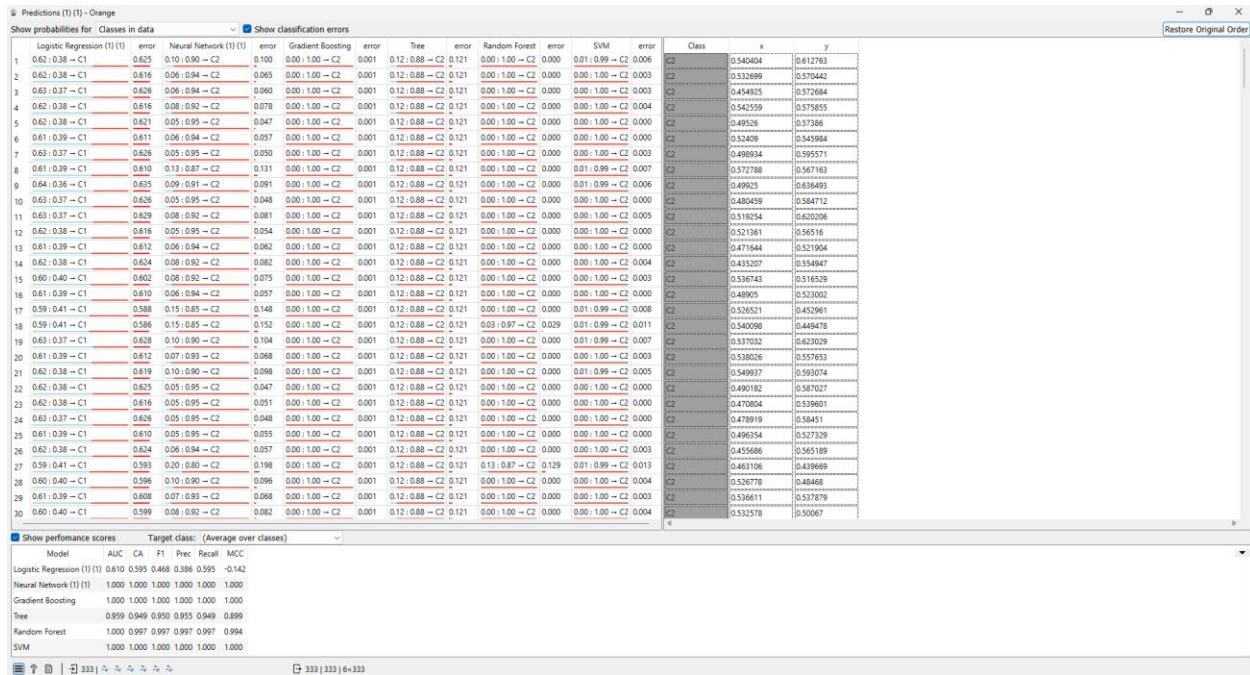 Predictions (1) (1) - Orange
Show probabilities for Classes in data Show classification errors Restore Original Order
Logistic Regression (1) (1) error Neural Network (1) (1) error Gradient Boosting error Tree error Random Forest error SVM error Class x y
1 0.62 : 0.38 → C1 0.625 0.10 : 0.90 → C2 0.100 0.00 : 1.00 → C2 0.001 0.12 : 0.88 → C2 0.121 0.00 : 1.00 → C2 0.000 0.01 : 0.99 → C2 0.006 C2 0.540404 0.612763
2 0.62 : 0.38 → C1 0.616 0.06 : 0.94 → C2 0.065 0.00 : 1.00 → C2 0.001 0.12 : 0.88 → C2 0.121 0.00 : 1.00 → C2 0.000 0.00 : 1.00 → C2 0.003 C2 0.532699 0.570442
3 0.63 : 0.37 → C1 0.626 0.06 : 0.94 → C2 0.060 0.00 : 1.00 → C2 0.001 0.12 : 0.88 → C2 0.121 0.00 : 1.00 → C2 0.000 0.00 : 1.00 → C2 0.003 C2 0.454925 0.572684
4 0.62 : 0.38 → C1 0.616 0.08 : 0.92 → C2 0.078 0.00 : 1.00 → C2 0.001 0.12 : 0.88 → C2 0.121 0.00 : 1.00 → C2 0.000 0.00 : 1.00 → C2 0.004 C2 0.542559 0.575855
5 0.62 : 0.38 → C1 0.621 0.05 : 0.95 → C2 0.047 0.00 : 1.00 → C2 0.001 0.12 : 0.88 → C2 0.121 0.00 : 1.00 → C2 0.000 0.00 : 1.00 → C2 0.000 C2 0.49526 0.57386
6 0.61 : 0.39 → C1 0.611 0.06 : 0.94 → C2 0.057 0.00 : 1.00 → C2 0.001 0.12 : 0.88 → C2 0.121 0.00 : 1.00 → C2 0.000 0.00 : 1.00 → C2 0.000 C2 0.52409 0.545984
7 0.63 : 0.37 → C1 0.626 0.05 : 0.95 → C2 0.050 0.00 : 1.00 → C2 0.001 0.12 : 0.88 → C2 0.121 0.00 : 1.00 → C2 0.000 0.00 : 1.00 → C2 0.003 C2 0.498934 0.595571
8 0.61 : 0.39 → C1 0.610 0.13 : 0.87 → C2 0.131 0.00 : 1.00 → C2 0.001 0.12 : 0.88 → C2 0.121 0.00 : 1.00 → C2 0.000 0.01 : 0.99 → C2 0.007 C2 0.572788 0.567163
9 0.64 : 0.36 → C1 0.635 0.09 : 0.91 → C2 0.091 0.00 : 1.00 → C2 0.001 0.12 : 0.88 → C2 0.121 0.00 : 1.00 → C2 0.000 0.01 : 0.99 → C2 0.006 C2 0.49925 0.636493
10 0.63 : 0.37 → C1 0.626 0.05 : 0.95 → C2 0.048 0.00 : 1.00 → C2 0.001 0.12 : 0.88 → C2 0.121 0.00 : 1.00 → C2 0.000 0.00 : 1.00 → C2 0.000 C2 0.480459 0.584712
11 0.63 : 0.37 → C1 0.629 0.08 : 0.92 → C2 0.081 0.00 : 1.00 → C2 0.001 0.12 : 0.88 → C2 0.121 0.00 : 1.00 → C2 0.000 0.00 : 1.00 → C2 0.005 C2 0.519254 0.620206
12 0.62 : 0.38 → C1 0.616 0.05 : 0.95 → C2 0.054 0.00 : 1.00 → C2 0.001 0.12 : 0.88 → C2 0.121 0.00 : 1.00 → C2 0.000 0.00 : 1.00 → C2 0.000 C2 0.521361 0.56516
13 0.61 : 0.39 → C1 0.612 0.06 : 0.94 → C2 0.062 0.00 : 1.00 → C2 0.001 0.12 : 0.88 → C2 0.121 0.00 : 1.00 → C2 0.000 0.00 : 1.00 → C2 0.000 C2 0.471644 0.521904
14 0.62 : 0.38 → C1 0.624 0.08 : 0.92 → C2 0.082 0.00 : 1.00 → C2 0.001 0.12 : 0.88 → C2 0.121 0.00 : 1.00 → C2 0.000 0.00 : 1.00 → C2 0.004 C2 0.435207 0.554947
15 0.60 : 0.40 → C1 0.602 0.08 : 0.92 → C2 0.075 0.00 : 1.00 → C2 0.001 0.12 : 0.88 → C2 0.121 0.00 : 1.00 → C2 0.000 0.00 : 1.00 → C2 0.003 C2 0.536743 0.516529
16 0.61 : 0.39 → C1 0.610 0.06 : 0.94 → C2 0.057 0.00 : 1.00 → C2 0.001 0.12 : 0.88 → C2 0.121 0.00 : 1.00 → C2 0.000 0.00 : 1.00 → C2 0.000 C2 0.48905 0.523002
17 0.59 : 0.41 → C1 0.588 0.15 : 0.85 → C2 0.148 0.00 : 1.00 → C2 0.001 0.12 : 0.88 → C2 0.121 0.00 : 1.00 → C2 0.000 0.01 : 0.99 → C2 0.008 C2 0.526521 0.452961
18 0.59 : 0.41 → C1 0.586 0.15 : 0.85 → C2 0.152 0.00 : 1.00 → C2 0.001 0.12 : 0.88 → C2 0.121 0.03 : 0.97 → C2 0.029 0.01 : 0.99 → C2 0.011 C2 0.540098 0.449478
19 0.63 : 0.37 → C1 0.628 0.10 : 0.90 → C2 0.104 0.00 : 1.00 → C2 0.001 0.12 : 0.88 → C2 0.121 0.00 : 1.00 → C2 0.000 0.01 : 0.99 → C2 0.007 C2 0.537032 0.623029
20 0.61 : 0.39 → C1 0.612 0.07 : 0.93 → C2 0.068 0.00 : 1.00 → C2 0.001 0.12 : 0.88 → C2 0.121 0.00 : 1.00 → C2 0.000 0.00 : 1.00 → C2 0.003 C2 0.538026 0.557653
21 0.62 : 0.38 → C1 0.619 0.10 : 0.90 → C2 0.098 0.00 : 1.00 → C2 0.001 0.12 : 0.88 → C2 0.121 0.00 : 1.00 → C2 0.000 0.01 : 0.99 → C2 0.005 C2 0.549937 0.593074
22 0.62 : 0.38 → C1 0.625 0.05 : 0.95 → C2 0.047 0.00 : 1.00 → C2 0.001 0.12 : 0.88 → C2 0.121 0.00 : 1.00 → C2 0.000 0.00 : 1.00 → C2 0.000 C2 0.490182 0.587027
23 0.62 : 0.38 → C1 0.616 0.05 : 0.95 → C2 0.051 0.00 : 1.00 → C2 0.001 0.12 : 0.88 → C2 0.121 0.00 : 1.00 → C2 0.000 0.00 : 1.00 → C2 0.000 C2 0.470804 0.539601
24 0.63 : 0.37 → C1 0.626 0.05 : 0.95 → C2 0.048 0.00 : 1.00 → C2 0.001 0.12 : 0.88 → C2 0.121 0.00 : 1.00 → C2 0.000 0.00 : 1.00 → C2 0.000 C2 0.478919 0.58451
25 0.61 : 0.39 → C1 0.610 0.05 : 0.95 → C2 0.055 0.00 : 1.00 → C2 0.001 0.12 : 0.88 → C2 0.121 0.00 : 1.00 → C2 0.000 0.00 : 1.00 → C2 0.000 C2 0.496354 0.527329
26 0.62 : 0.38 → C1 0.624 0.06 : 0.94 → C2 0.057 0.00 : 1.00 → C2 0.001 0.12 : 0.88 → C2 0.121 0.00 : 1.00 → C2 0.000 0.00 : 1.00 → C2 0.003 C2 0.455686 0.565189
27 0.59 : 0.41 → C1 0.593 0.20 : 0.80 → C2 0.198 0.00 : 1.00 → C2 0.001 0.12 : 0.88 → C2 0.121 0.13 : 0.87 → C2 0.129 0.01 : 0.99 → C2 0.013 C2 0.463106 0.439669
28 0.60 : 0.40 → C1 0.596 0.10 : 0.90 → C2 0.096 0.00 : 1.00 → C2 0.001 0.12 : 0.88 → C2 0.121 0.00 : 1.00 → C2 0.000 0.00 : 1.00 → C2 0.004 C2 0.526778 0.48468
29 0.61 : 0.39 → C1 0.608 0.07 : 0.93 → C2 0.068 0.00 : 1.00 → C2 0.001 0.12 : 0.88 → C2 0.121 0.00 : 1.00 → C2 0.000 0.00 : 1.00 → C2 0.003 C2 0.536611 0.537879
30 0.60 : 0.40 → C1 0.599 0.08 : 0.92 → C2 0.082 0.00 : 1.00 → C2 0.001 0.12 : 0.88 → C2 0.121 0.00 : 1.00 → C2 0.000 0.00 : 1.00 → C2 0.004 C2 0.532578 0.50067
Show perfomance scores Target class: (Average over classes)
Model AUC CA F1 Prec Recall MCC
Logistic Regression (1) (1) 0.610 0.595 0.468 0.386 0.595 -0.142
Neural Network (1) (1) 1.000 1.000 1.000 1.000 1.000 1.000
Gradient Boosting 1.000 1.000 1.000 1.000 1.000 1.000
Tree 0.959 0.949 0.950 0.955 0.949 0.899
Random Forest 1.000 0.997 0.997 0.997 0.997 0.994
SVM 1.000 1.000 1.000 1.000 1.000 1.000
? 333 | 333 | 333 | 6×333